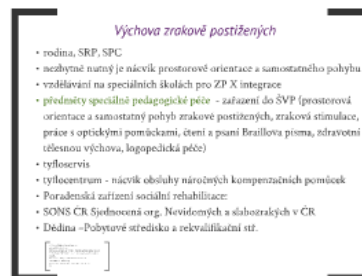 Výchova zrakově postižených
• rodina, SRP, SPC
• nezbytně nutný je nácvik prostorové orientace a samostatného pohybu
• vzdělávání na speciálních školách pro ZP X integrace
• předměty speciálně pedagogické péče - zařazení do ŠVP (prostorová
orientace a samostatný pohyb zrakově postižených, zraková stimulace,
práce s optickými pomůckami, čtení a psaní Braillova písma, zdravotní
tělesnou výchova, logopedická péče)
• tyfloservis
• tyflocentrum - nácvik obsluhy náročných kompenzačních pomůcek
• Poradenská zařízení sociální rehabilitace:
• SONS ČR Sjednocená org. Nevidomých a slabozrakých v ČR
• Dědina –Pobytové středisko a rekvalifikační stř.